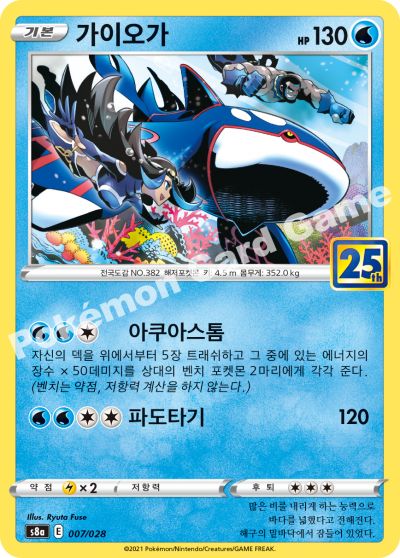 기본 가이오가 HP 130
전국도감 NO.382 해저포켓몬 키 4.5 m 몸무게: 352.0 kg
25th
아쿠아스톰
자신의 덱을 위에서부터 5장 트래쉬하고 그 중에 있는 에너지의
장수 ×50데미지를 상대의 벤치 포켓몬 2마리에게 각각 준다.
(벤치는 약점, 저항력 계산을 하지 않는다.)
파도타기 120
약점 ×2 저항력 후퇴
Illus. Ryuta Fuse
s8a E 007/028
많은 비를 내리게 하는 능력으로
바다를 넓혔다고 전해진다.
해구의 밑바닥에서 잠들어 있었다.
©2021 Pokémon/Nintendo/Creatures/GAME FREAK.
Pokémon Card Game